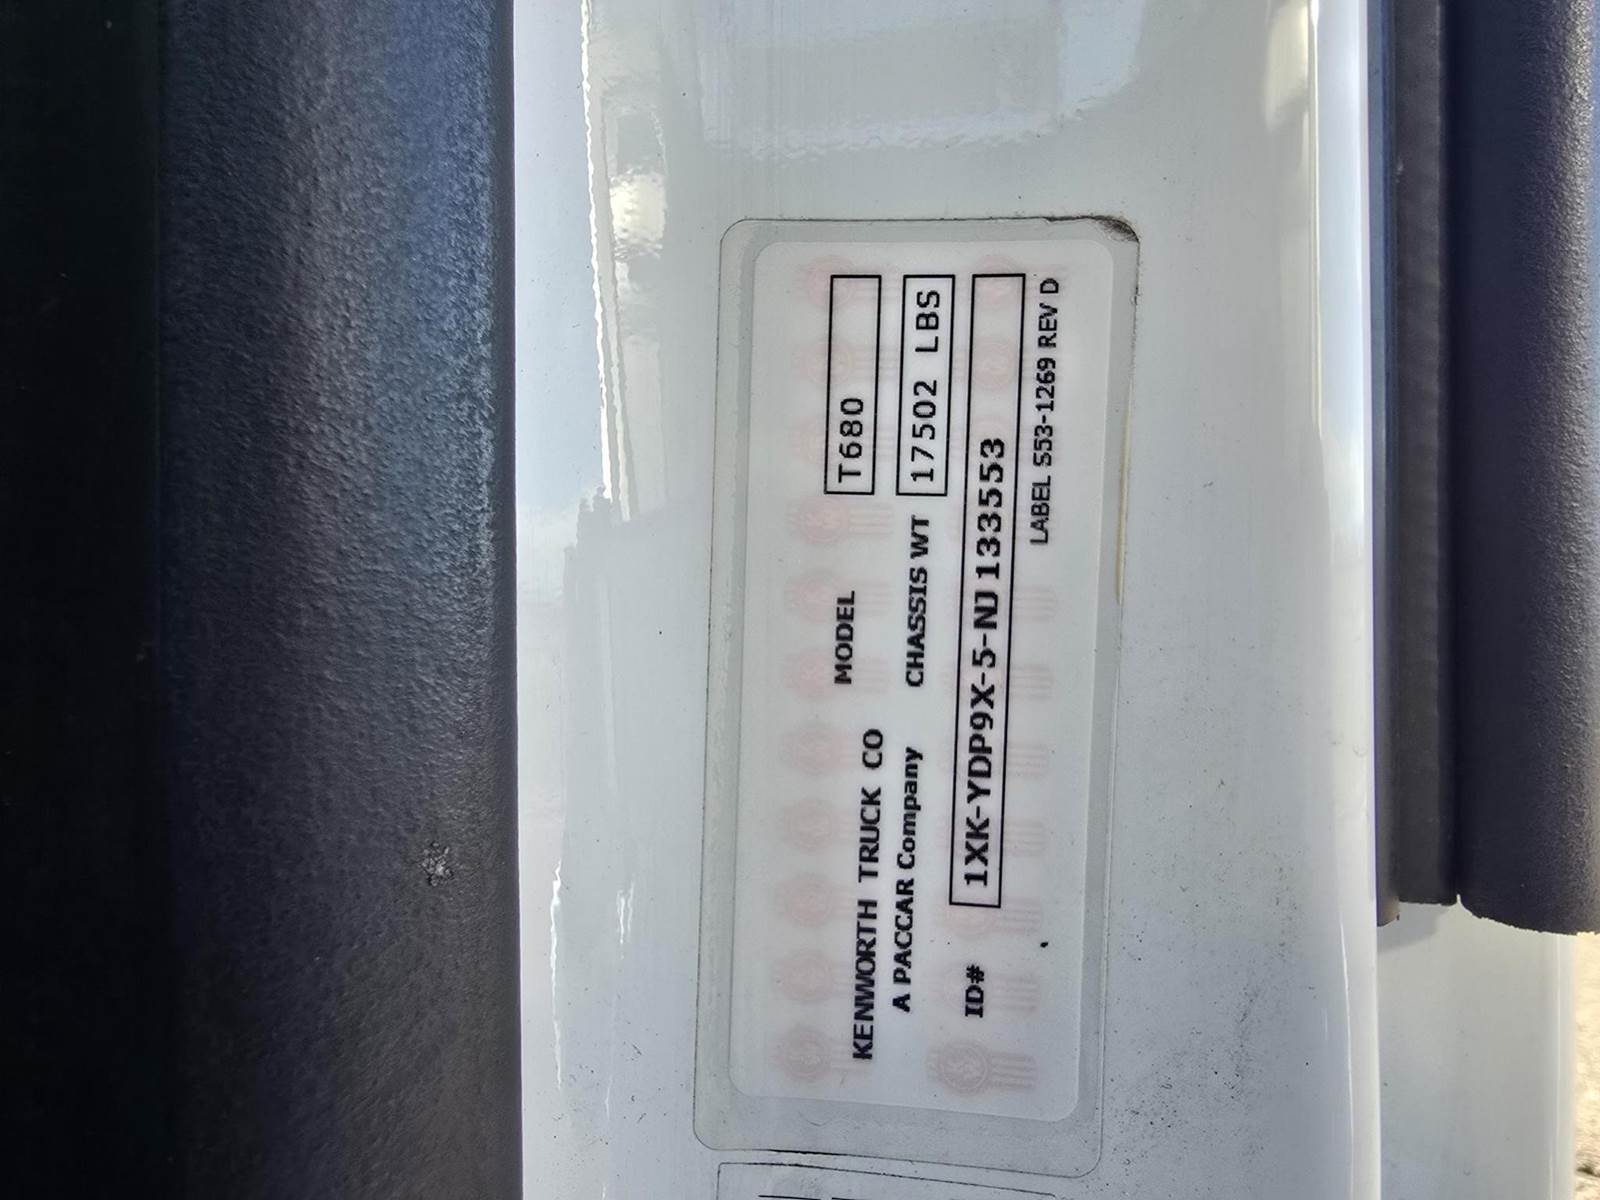 KENWORTH TRUCK CO MODEL T680
A PACCAR Company CHASSIS WT 17502 LBS
ID# 1XK-YDP9X-5-NJ133553
LABEL S53-1269 REV D